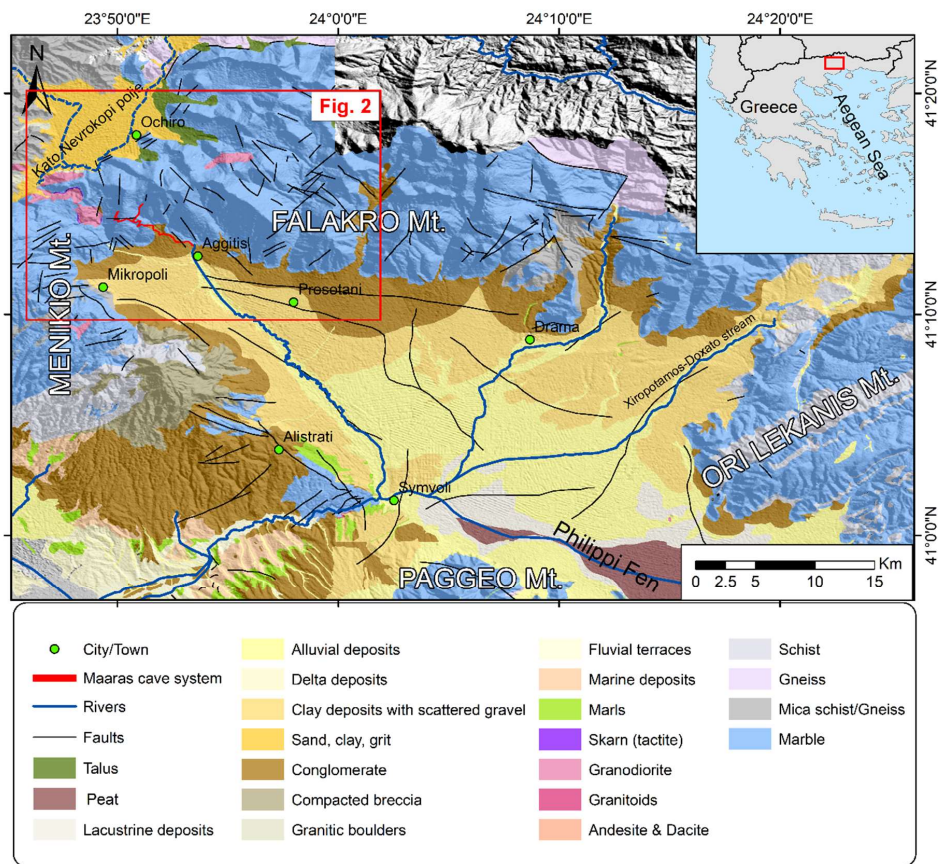 23°50'0"E
24°0'0"E
24°10'0"E
24°20'0"E
N
Fig. 2
Kato Nevrokopi polje
Ochiro
Greece
Aegean Sea
41°20'0"N
FALAKRO Mt.
Aggitis
MENIKIO Mt.
Mikropoli
Prosotani
Drama
41°10'0"N
Xiropotamos-Doxato stream
ORI LEKANIS Mt.
Alistrati
Symvoli
41°0'0"N
Philippi Fen
PAGGEO Mt.
Km
0 2.5 5 10 15
City/Town
Maaras cave system
Rivers
Faults
Talus
Peat
Lacustrine deposits
Alluvial deposits
Delta deposits
Clay deposits with scattered gravel
Sand, clay, grit
Conglomerate
Compacted breccia
Granitic boulders
Fluvial terraces
Marine deposits
Marls
Skarn (tactite)
Granodiorite
Granitoids
Andesite & Dacite
Schist
Gneiss
Mica schist/Gneiss
Marble